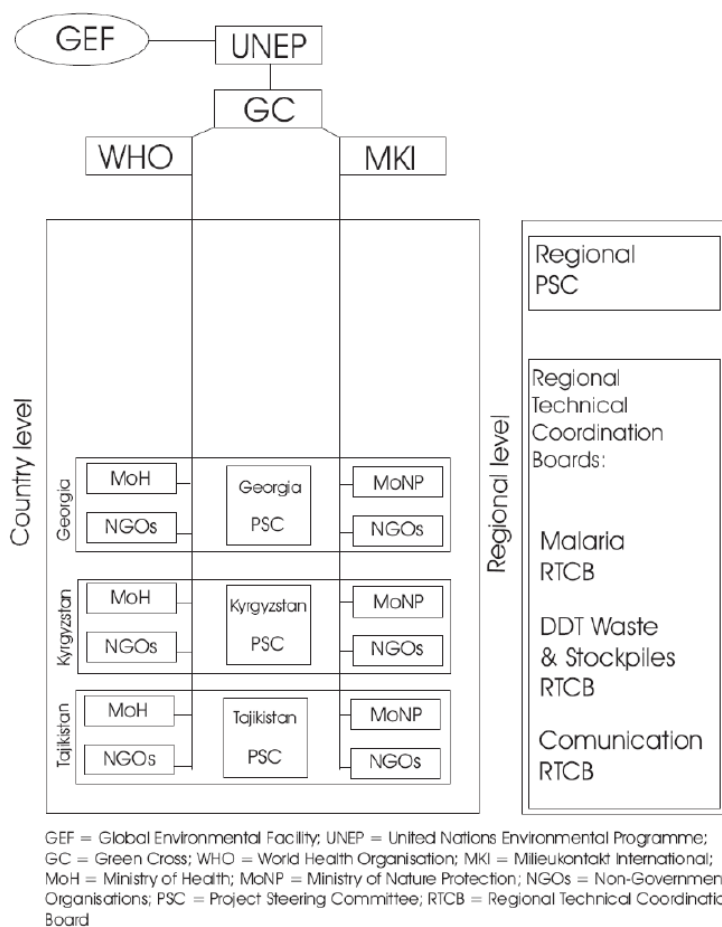 GEF
UNEP
GC
WHO
MKI
Country level
Georgia
MoH
NGOs
Georgia
PSC
MoNP
NGOs
Kyrgyzstan
MoH
NGOs
Kyrgyzstan
PSC
MoNP
NGOs
Tajikistan
MoH
NGOs
Tajikistan
PSC
MoNP
NGOs
Regional level
Regional
PSC
Regional
Technical
Coordination
Boards:
Malaria
RTCB
DDT Waste
& Stockpiles
RTCB
Comunication
RTCB
GEF = Global Environmental Facility; UNEP = United Nations Environmental Programme;
GC = Green Cross; WHO = World Health Organisation; MKI = Milieukontakt International;
MoH = Ministry of Health; MoNP = Ministry of Nature Protection; NGOs = Non-Governmen
Organisations; PSC = Project Steering Committee; RTCB = Regional Technical Coordinatio
Board